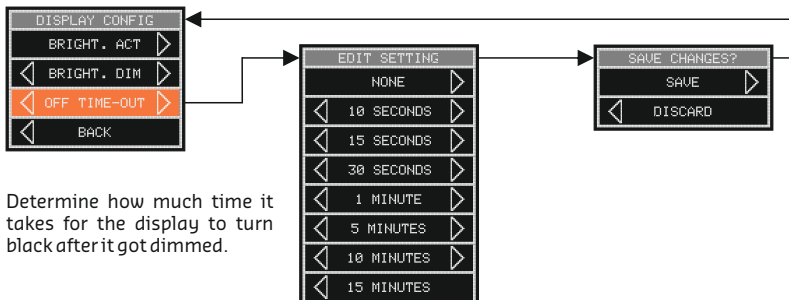 DISPLAY CONFIG
BRIGHT. ACT
BRIGHT. DIM
OFF TIME-OUT
BACK
EDIT SETTING
NONE
10 SECONDS
15 SECONDS
30 SECONDS
1 MINUTE
5 MINUTES
10 MINUTES
15 MINUTES
SAVE CHANGES?
SAVE
DISCARD
Determine how much time it
takes for the display to turn
black after it got dimmed.